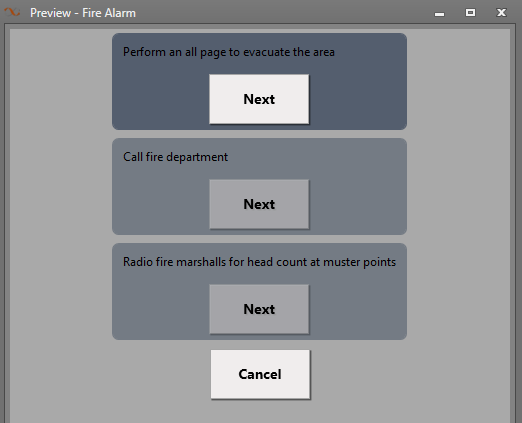 Preview - Fire Alarm
Perform an all page to evacuate the area
Next
Call fire department
Next
Radio fire marshalls for head count at muster points
Next
Cancel